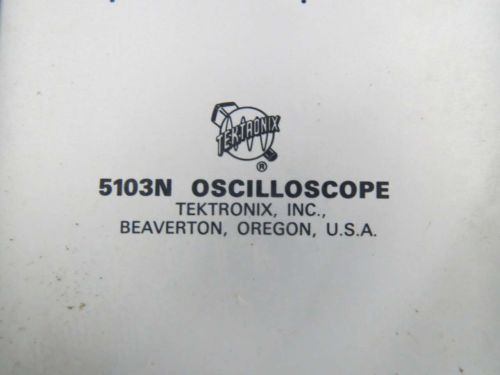 TEKTRONIX
®
5103N OSCILLOSCOPE
TEKTRONIX, INC.,
BEAVERTON, OREGON, U.S.A.